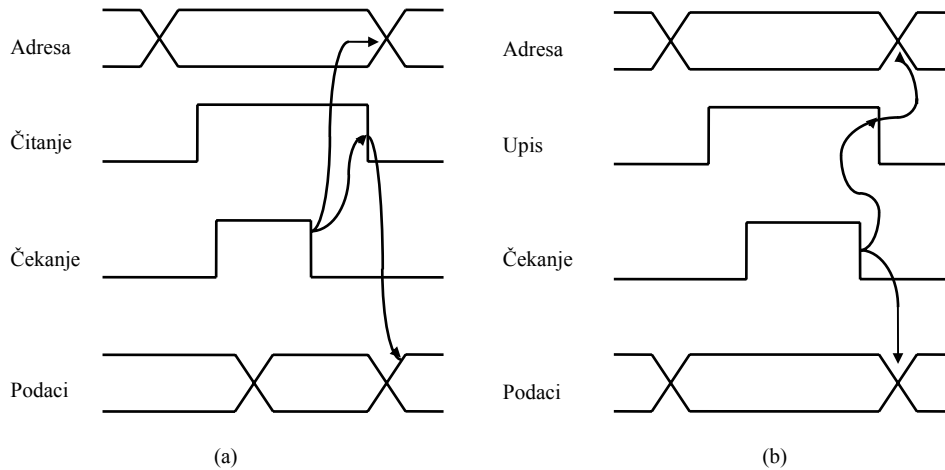 Adresa
Čitanje
Čekanje
Podaci
(a)
Adresa
Upis
Čekanje
Podaci
(b)